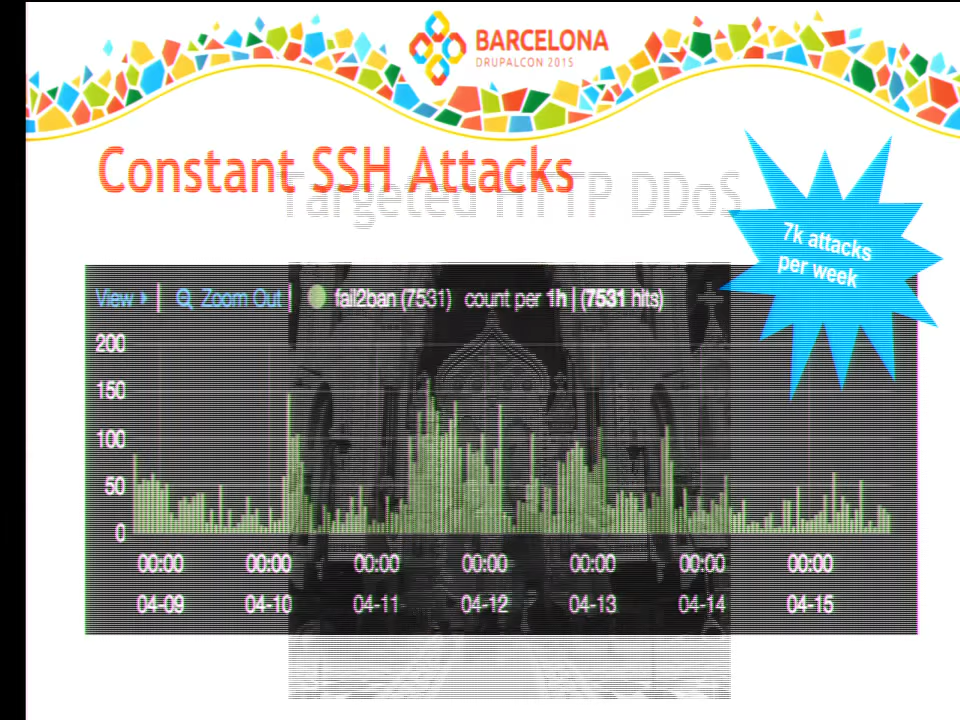 BARCELONA
DRUPALCON 2015
Constant SSH Attacks
Targeted HTTP DDoS
7k attacks
per week
View Zoom Out fail2ban (7531) count per 1h | (7531 hits)
200
150
100
50
0
00:00 00:00 00:00 00:00 00:00 00:00 00:00
04-09 04-10 04-11 04-12 04-13 04-14 04-15